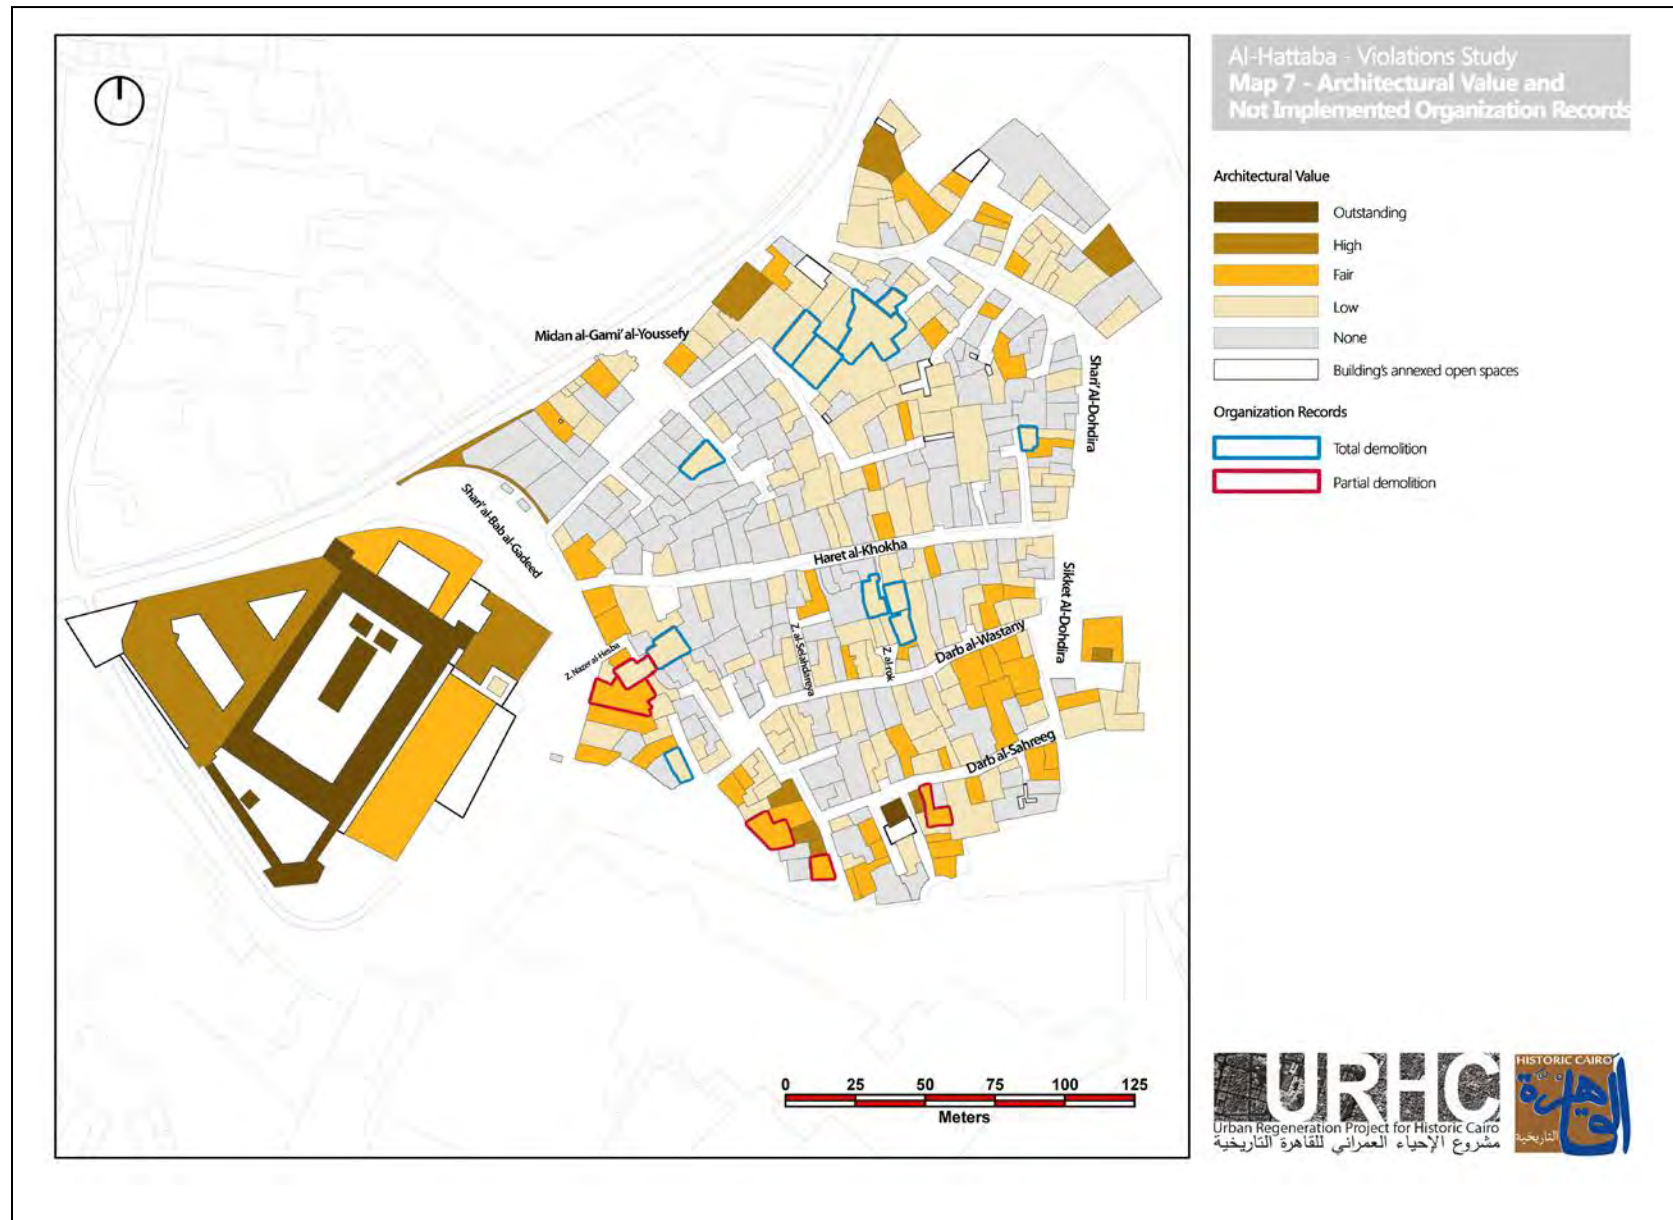 Al-Hattaba - Violations Study
Map 7 - Architectural Value and
Not Implemented Organization Records
Architectural Value
Outstanding
High
Fair
Low
None
Building's annexed open spaces
Organization Records
Total demolition
Partial demolition
Midan al-Gami' al-Youssefy
Shari' Al-Dohdira
Shari' al-Bab al-Gadeed
Haret al-Khokha
Sikket Al-Dohdira
Z. Nazer al-Hesba
Z. al-Selahdareya
Z. al-rok
Darb al-Wastany
Darb al-Sahreeg
0 25 50 75 100 125
Meters
URHC
Urban Regeneration Project for Historic Cairo
مشروع الإحياء العمراني للقاهرة التاريخية
HISTORIC CAIRO
القاهرة
التاريخية